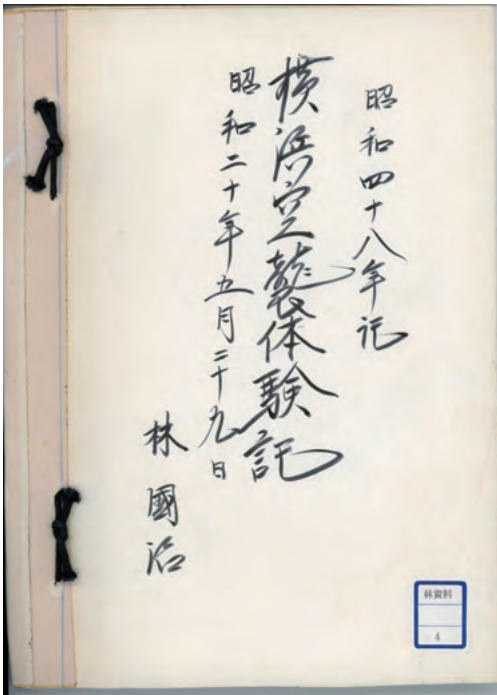 昭和四十八年記
横浜空襲体験記
昭和二十年五月二十九日
林國治
林資料
4